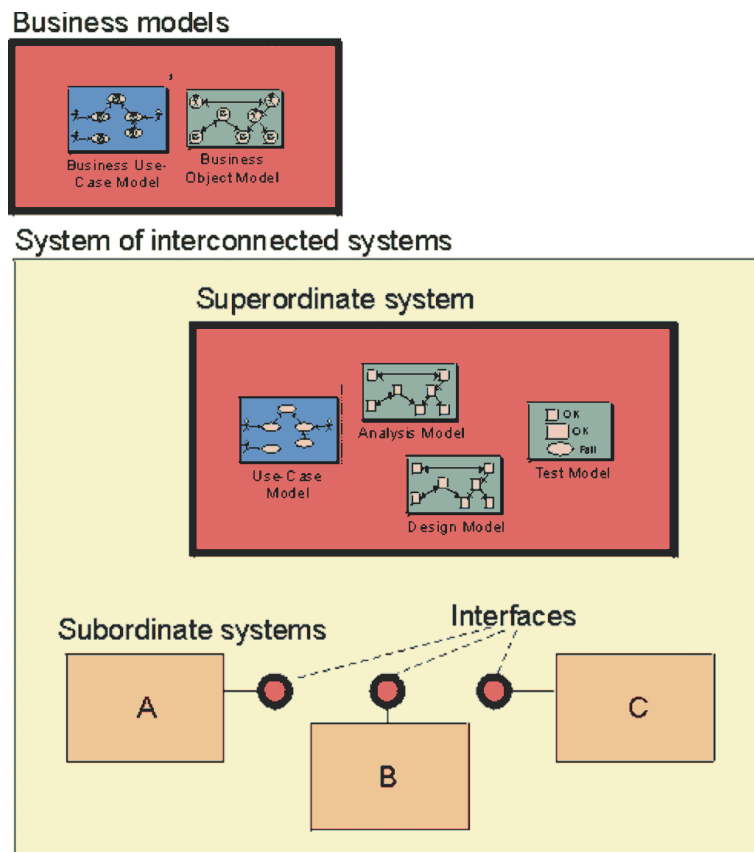 Business models
Business Use-
Case Model
Business
Object Model
System of interconnected systems
Superordinate system
Use-Case
Model
Analysis Model
Design Model
OK
OK
Fail
Test Model
Subordinate systems
Interfaces
A
B
C